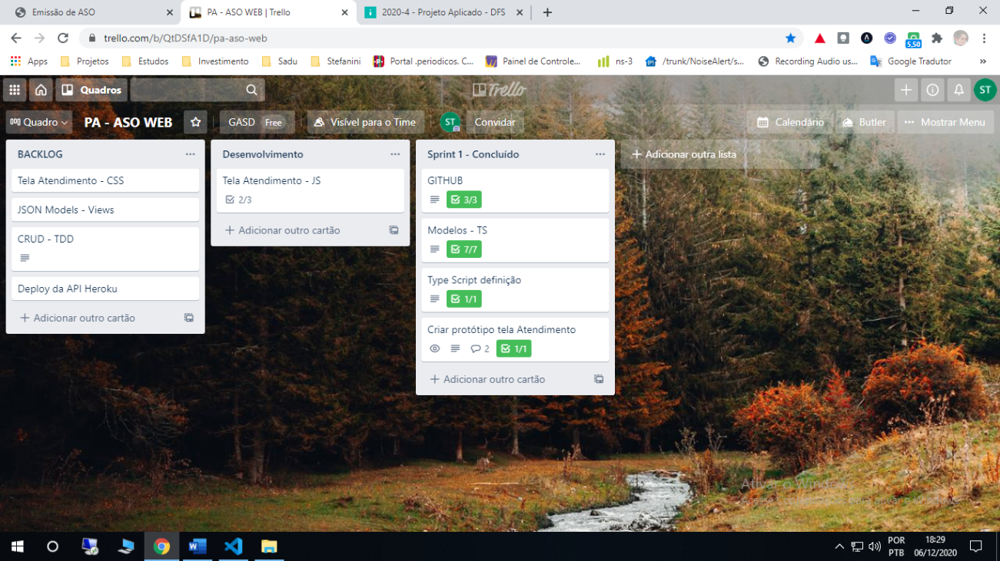 Emissão de ASO
PA - ASO WEB | Trello
2020-4 - Projeto Aplicado - DFS
trello.com/b/QtDSfA1D/pa-aso-web
5,50
Apps
Projetos
Estudos
Investimento
Sadu
Stefanini
Portal .periodicos. C...
Painel de Controle...
ns-3
/trunk/NoiseAlert/s...
Recording Audio us...
Google Tradutor
»
Quadros
Trello
ST
Quadro
PA - ASO WEB
GASD Free
Visível para o Time
ST
Convidar
Calendário
Butler
Mostrar Menu
BACKLOG
Tela Atendimento - CSS
JSON Models - Views
CRUD - TDD
Deploy da API Heroku
Adicionar outro cartão
Desenvolvimento
Tela Atendimento - JS
2/3
Adicionar outro cartão
Sprint 1 - Concluído
GITHUB
3/3
Modelos - TS
7/7
Type Script definição
1/1
Criar protótipo tela Atendimento
2 1/1
Adicionar outro cartão
Adicionar outra lista
POR
PTB
18:29
06/12/2020